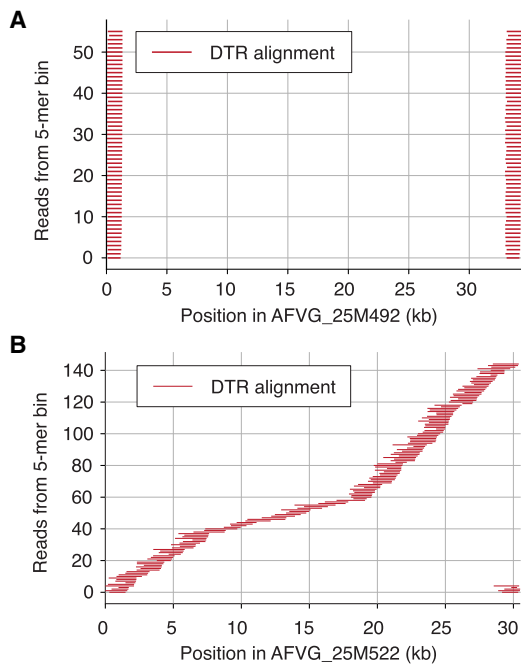 A
DTR alignment
Reads from 5-mer bin
50
40
30
20
10
0
0 5 10 15 20 25 30
Position in AFVG_25M492 (kb)
B
DTR alignment
Reads from 5-mer bin
140
120
100
80
60
40
20
0
0 5 10 15 20 25 30
Position in AFVG_25M522 (kb)